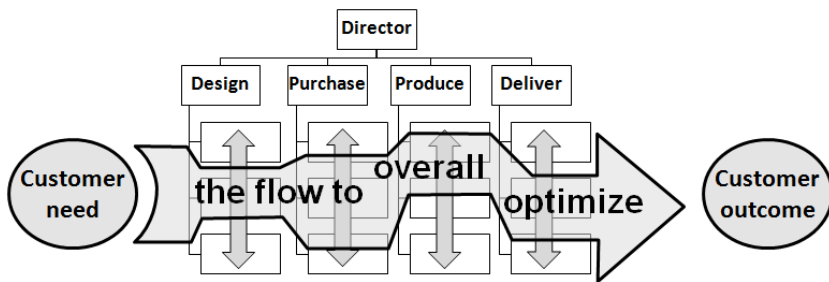 Director
Design Purchase Produce Deliver
Customer need
the flow to overall optimize
Customer outcome